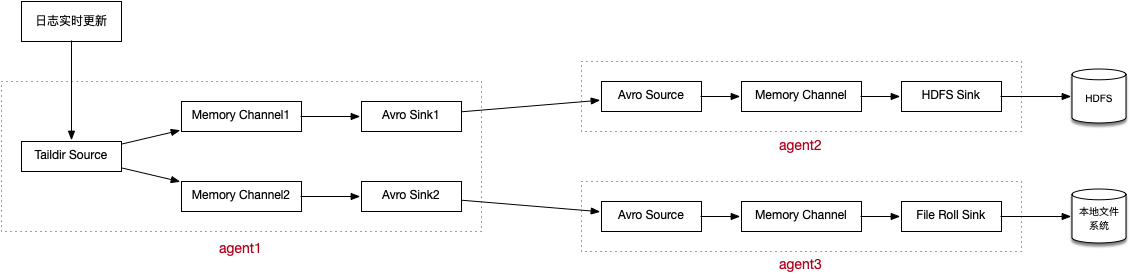 日志实时更新
Taildir Source
Memory Channel1
Avro Sink1
Memory Channel2
Avro Sink2
agent1
Avro Source
Memory Channel
HDFS Sink
HDFS
agent2
Avro Source
Memory Channel
File Roll Sink
本地文件
系统
agent3